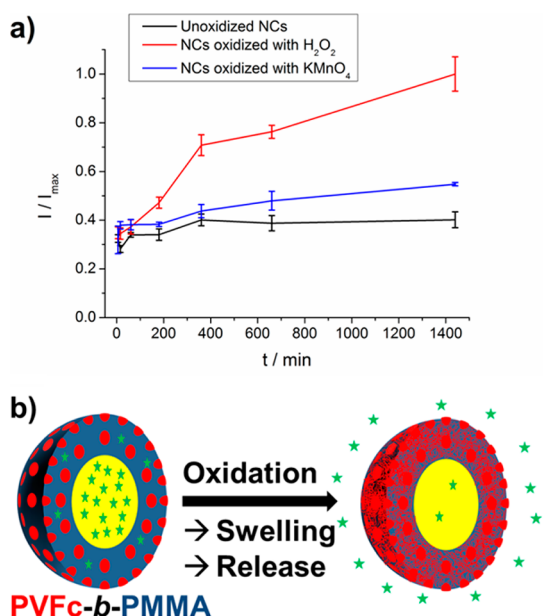 a)
Unoxidized NCs
NCs oxidized with H₂O₂
NCs oxidized with KMnO₄
I / Iₘₐₓ
1.0
0.8
0.6
0.4
0.2
0.0
0 200 400 600 800 1000 1200 1400
t / min
b)
Oxidation
→ Swelling
→ Release
PVFc-b-PMMA